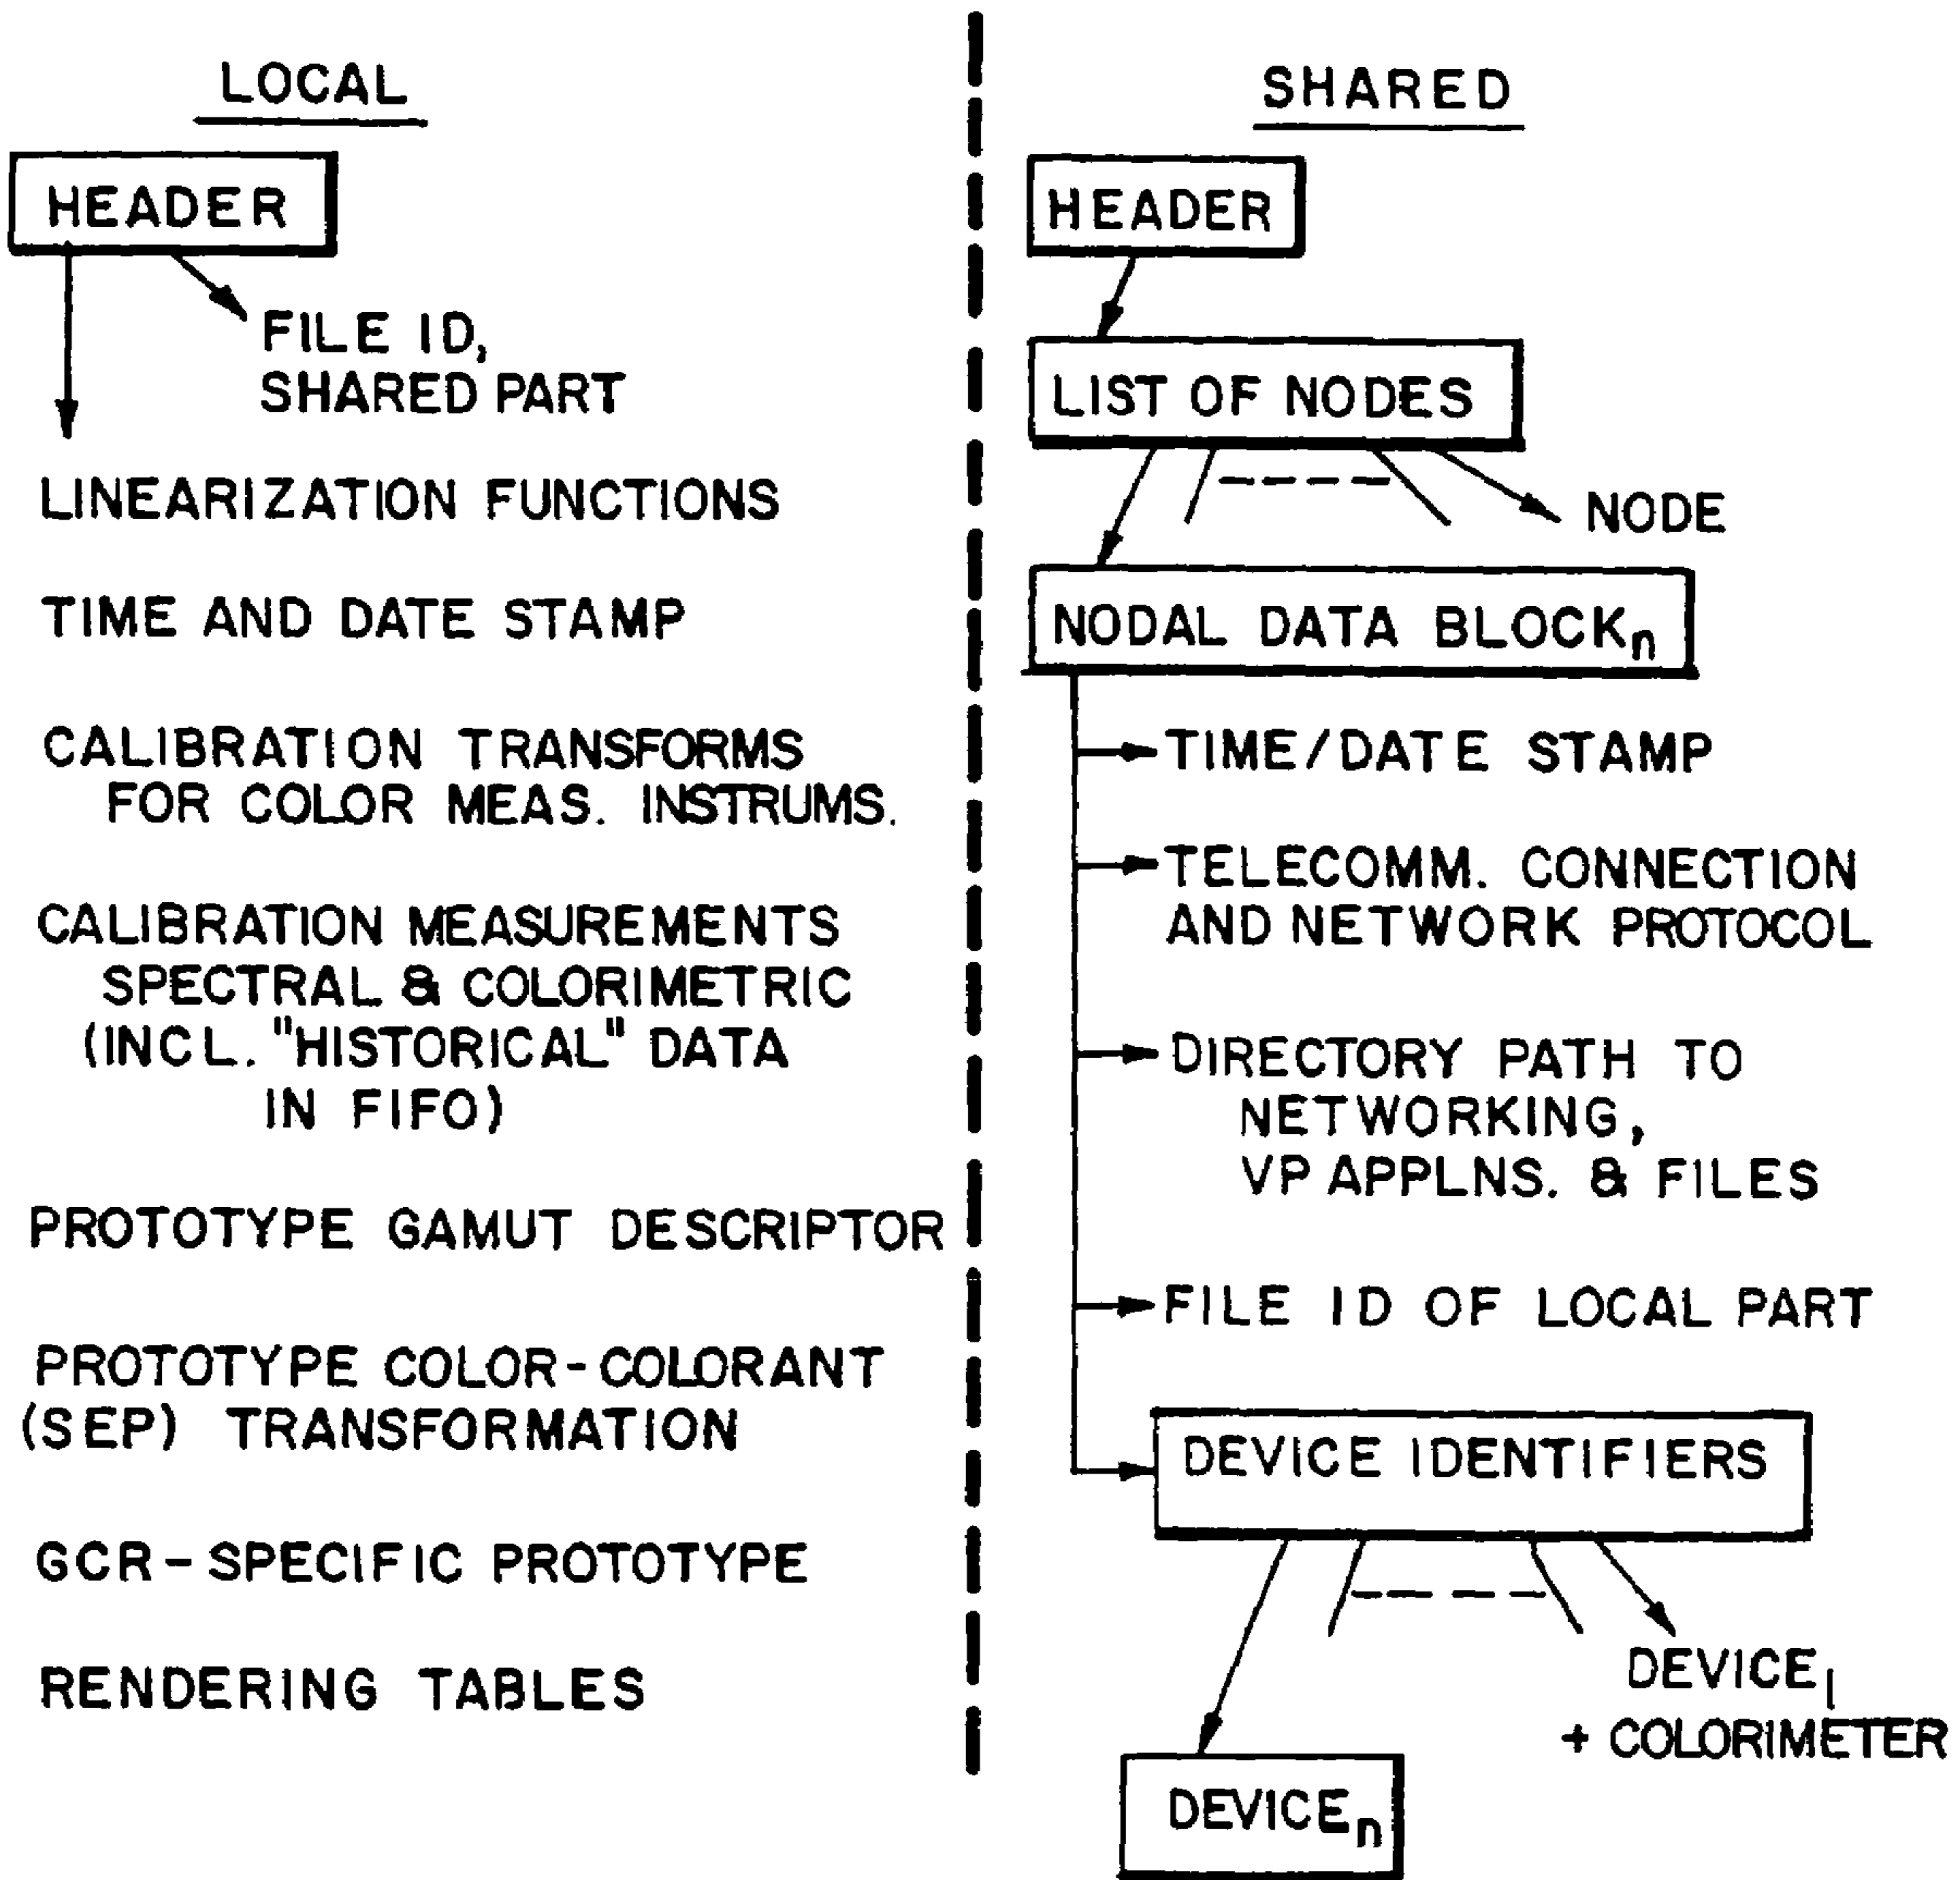 LOCAL
HEADER
FILE ID,
SHARED PART
LINEARIZATION FUNCTIONS
TIME AND DATE STAMP
CALIBRATION TRANSFORMS
FOR COLOR MEAS. INSTRUMS.
CALIBRATION MEASUREMENTS
SPECTRAL & COLORIMETRIC
(INCL. "HISTORICAL" DATA
IN FIFO)
PROTOTYPE GAMUT DESCRIPTOR
PROTOTYPE COLOR-COLORANT
(SEP) TRANSFORMATION
GCR-SPECIFIC PROTOTYPE
RENDERING TABLES
SHARED
HEADER
LIST OF NODES
NODE
NODAL DATA BLOCKn
TIME/DATE STAMP
TELECOMM. CONNECTION
AND NETWORK PROTOCOL
DIRECTORY PATH TO
NETWORKING,
VP APPLNS. & FILES
FILE ID OF LOCAL PART
DEVICE IDENTIFIERS
DEVICE1
+ COLORIMETER
DEVICEn